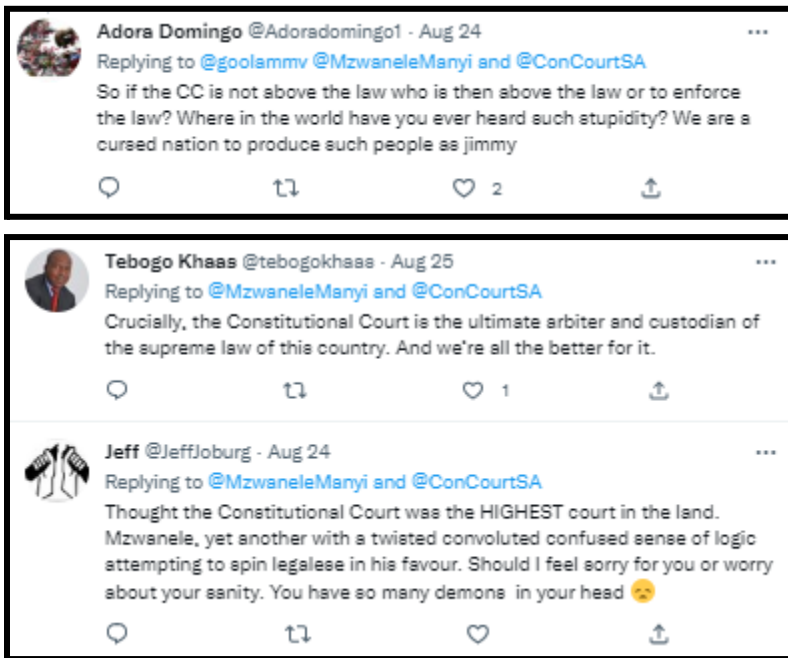 Adora Domingo @Adoradomingo1 · Aug 24
Replying to @goolammv @MzwaneleManyi and @ConCourtSA
So if the CC is not above the law who is then above the law or to enforce
the law? Where in the world have you ever heard such stupidity? We are a
cursed nation to produce such people as jimmy
2
Tebogo Khaas @tebogokhaas · Aug 25
Replying to @MzwaneleManyi and @ConCourtSA
Crucially, the Constitutional Court is the ultimate arbiter and custodian of
the supreme law of this country. And we're all the better for it.
1
Jeff @JeffJoburg · Aug 24
Replying to @MzwaneleManyi and @ConCourtSA
Thought the Constitutional Court was the HIGHEST court in the land.
Mzwanele, yet another with a twisted convoluted confused sense of logic
attempting to spin legalese in his favour. Should I feel sorry for you or worry
about your sanity. You have so many demons in your head 😞